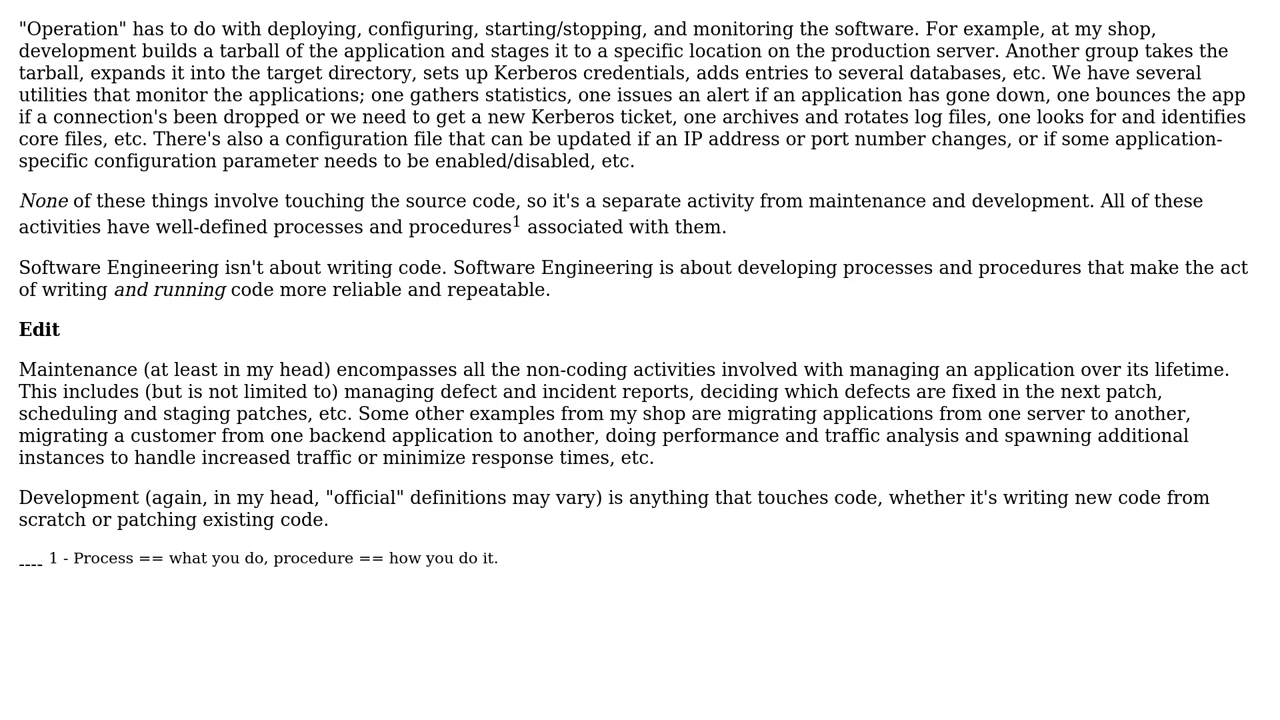 "Operation" has to do with deploying, configuring, starting/stopping, and monitoring the software. For example, at my shop,
development builds a tarball of the application and stages it to a specific location on the production server. Another group takes the
tarball, expands it into the target directory, sets up Kerberos credentials, adds entries to several databases, etc. We have several
utilities that monitor the applications; one gathers statistics, one issues an alert if an application has gone down, one bounces the app
if a connection's been dropped or we need to get a new Kerberos ticket, one archives and rotates log files, one looks for and identifies
core files, etc. There's also a configuration file that can be updated if an IP address or port number changes, or if some application-
specific configuration parameter needs to be enabled/disabled, etc.
None of these things involve touching the source code, so it's a separate activity from maintenance and development. All of these
activities have well-defined processes and procedures1 associated with them.
Software Engineering isn't about writing code. Software Engineering is about developing processes and procedures that make the act
of writing and running code more reliable and repeatable.
Edit
Maintenance (at least in my head) encompasses all the non-coding activities involved with managing an application over its lifetime.
This includes (but is not limited to) managing defect and incident reports, deciding which defects are fixed in the next patch,
scheduling and staging patches, etc. Some other examples from my shop are migrating applications from one server to another,
migrating a customer from one backend application to another, doing performance and traffic analysis and spawning additional
instances to handle increased traffic or minimize response times, etc.
Development (again, in my head, "official" definitions may vary) is anything that touches code, whether it's writing new code from
scratch or patching existing code.
---- 1 - Process == what you do, procedure == how you do it.